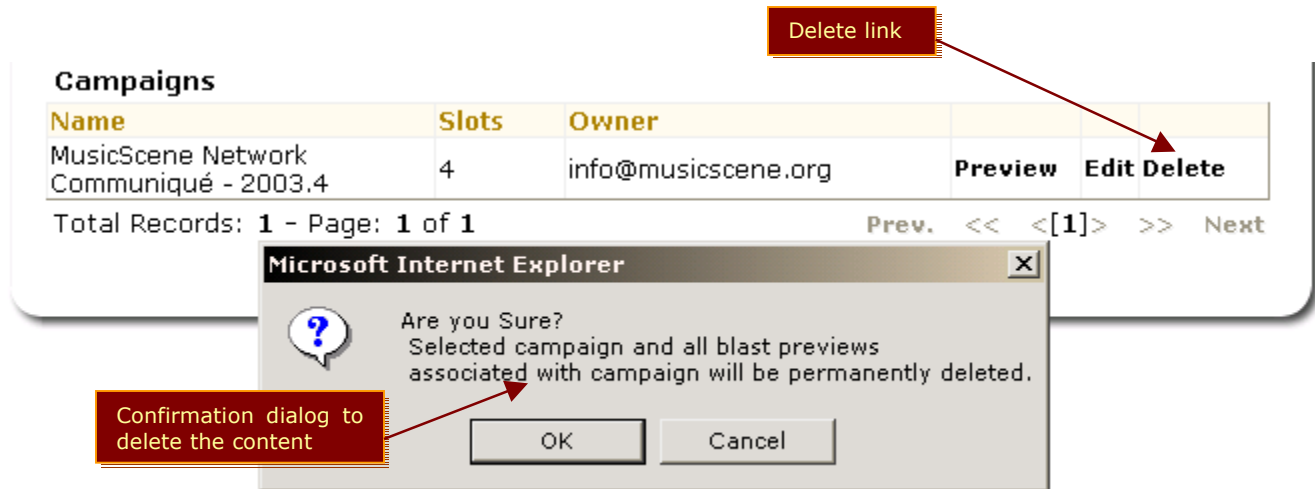 Delete link
Campaigns
Name Slots Owner
MusicScene Network
Communiqué - 2003.4
4 info@musicscene.org Preview Edit Delete
Total Records: 1 - Page: 1 of 1 Prev. << <[1]> >> Next
Microsoft Internet Explorer
Are you Sure?
Selected campaign and all blast previews
associated with campaign will be permanently deleted.
Confirmation dialog to
delete the content
OK Cancel